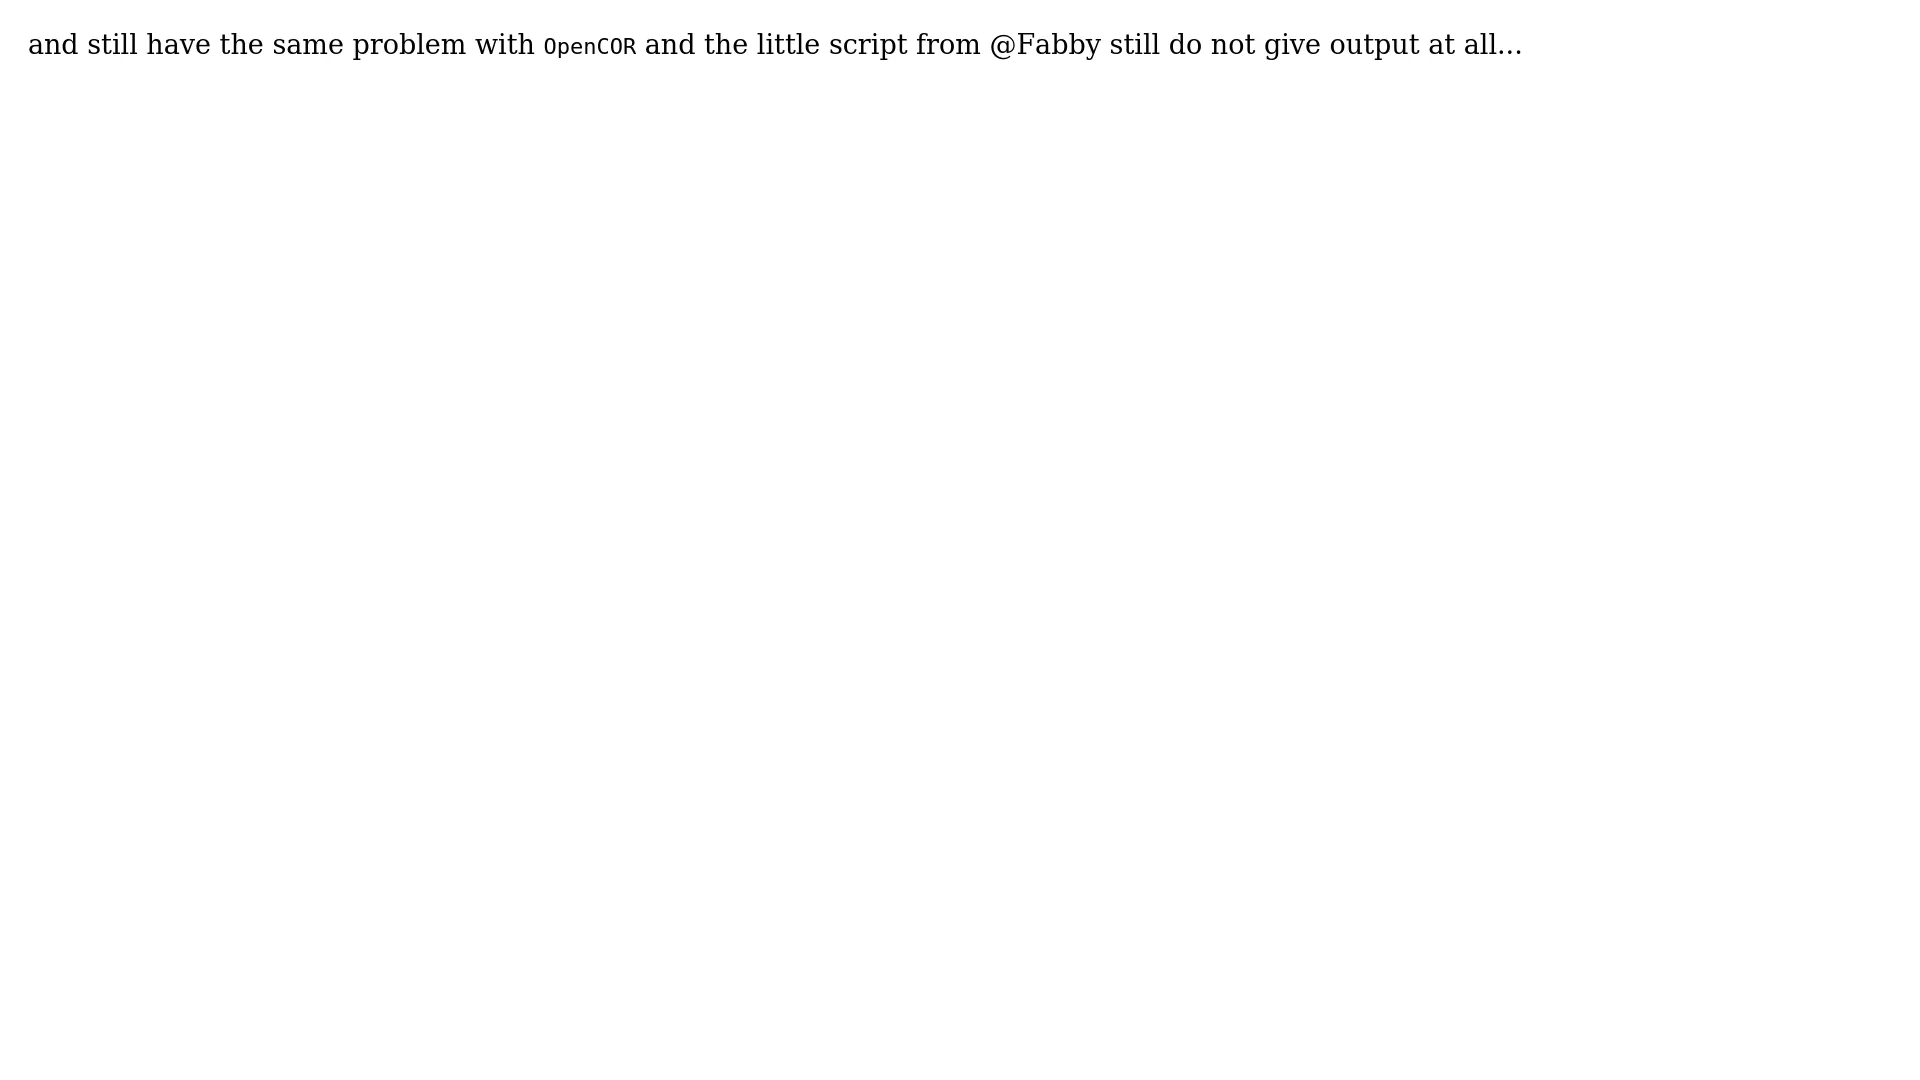 and still have the same problem with OpenCOR and the little script from @Fabby still do not give output at all...